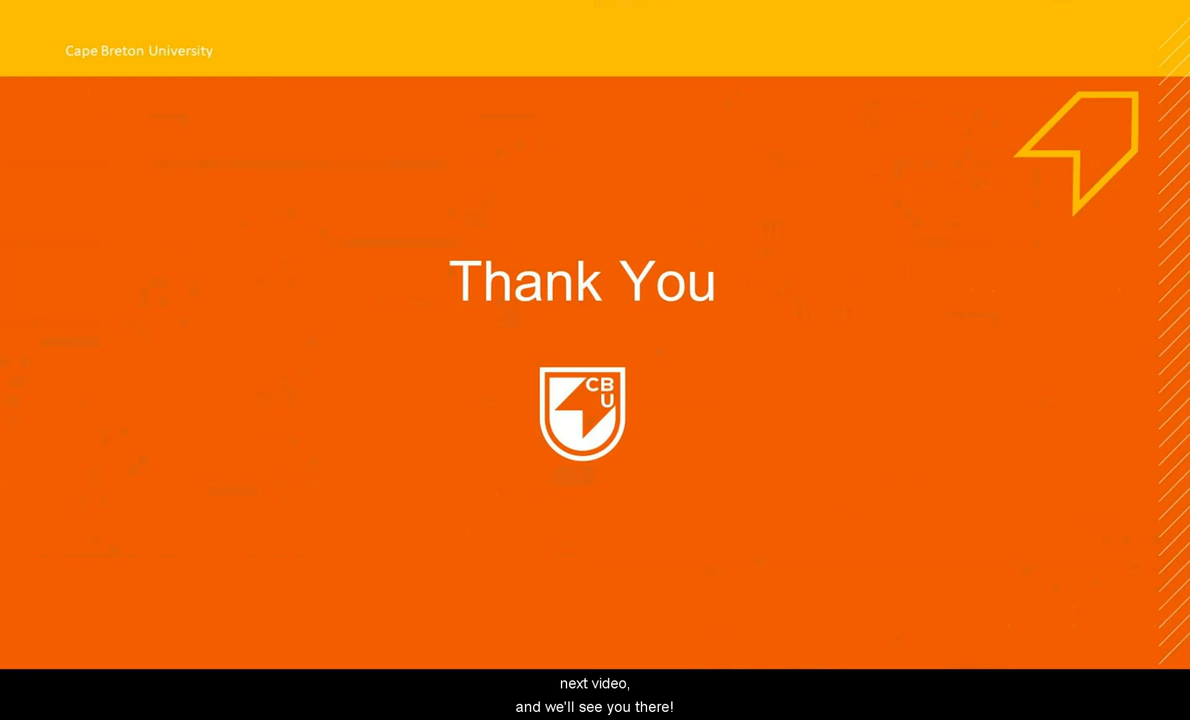 Cape Breton University
Thank You
CB
U
next video,
and we'll see you there!